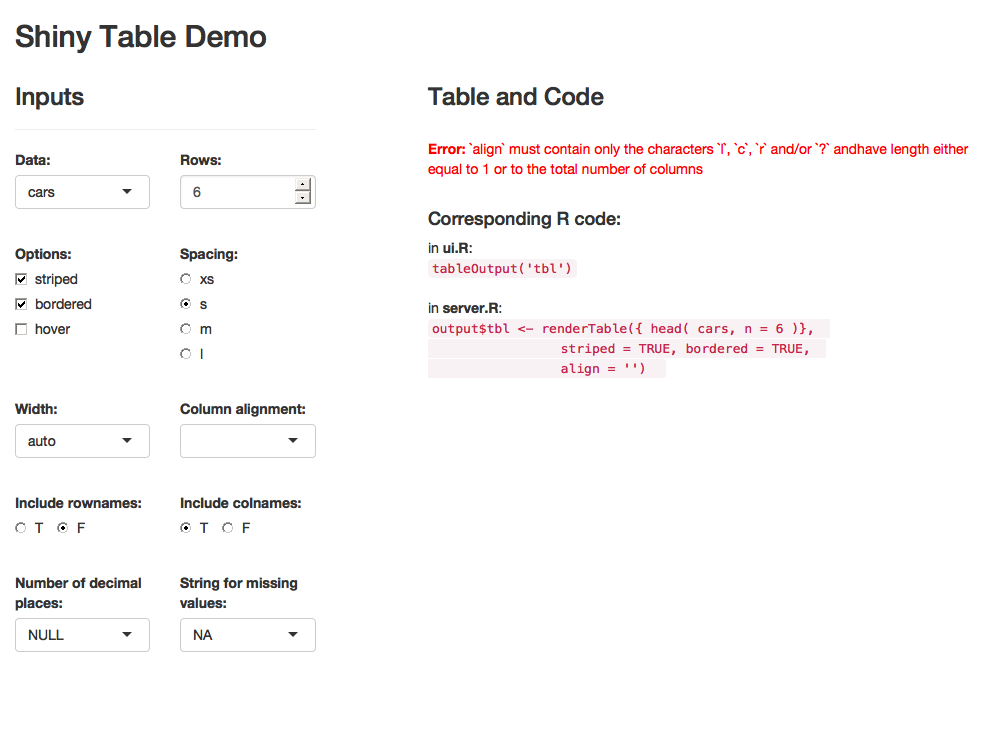 Shiny Table Demo
Inputs
Data:
Rows:
cars
6
Options:
Spacing:
striped
xs
bordered
s
hover
m
l
Width:
Column alignment:
auto
Include rownames:
Include colnames:
T F
T F
Number of decimal
places:
String for missing
values:
NULL
NA
Table and Code
Error: `align` must contain only the characters `l`, `c`, `r` and/or `?` andhave length either
equal to 1 or to the total number of columns
Corresponding R code:
in ui.R:
tableOutput('tbl')
in server.R:
output$tbl <- renderTable({ head( cars, n = 6 )},
striped = TRUE, bordered = TRUE,
align = '')